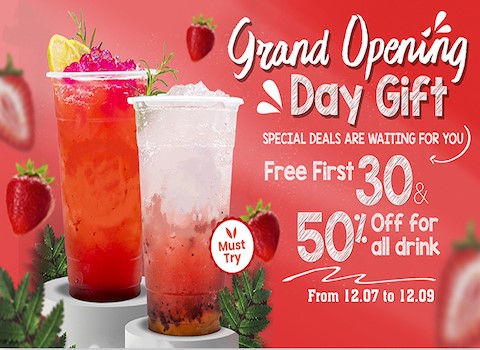 Grand Opening
Day Gift
SPECIAL DEALS ARE WAITING FOR YOU
Free First 30 &
50% Off for
all drink
Must
Try
From 12.07 to 12.09